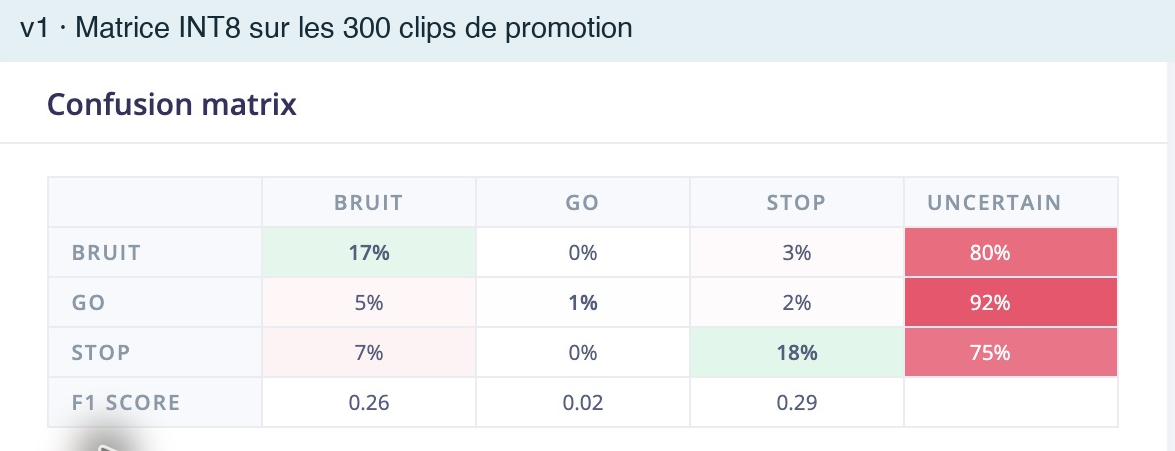 v1 · Matrice INT8 sur les 300 clips de promotion
Confusion matrix
BRUIT GO STOP UNCERTAIN
BRUIT 17% 0% 3% 80%
GO 5% 1% 2% 92%
STOP 7% 0% 18% 75%
F1 SCORE 0.26 0.02 0.29